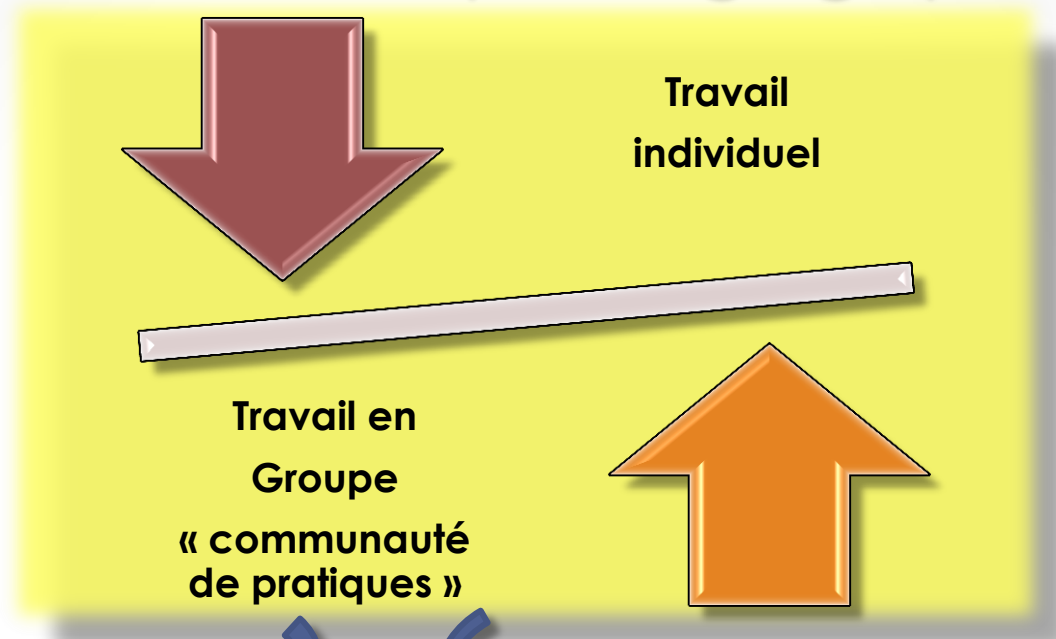 Travail
individuel
Travail en
Groupe
« communauté
de pratiques »